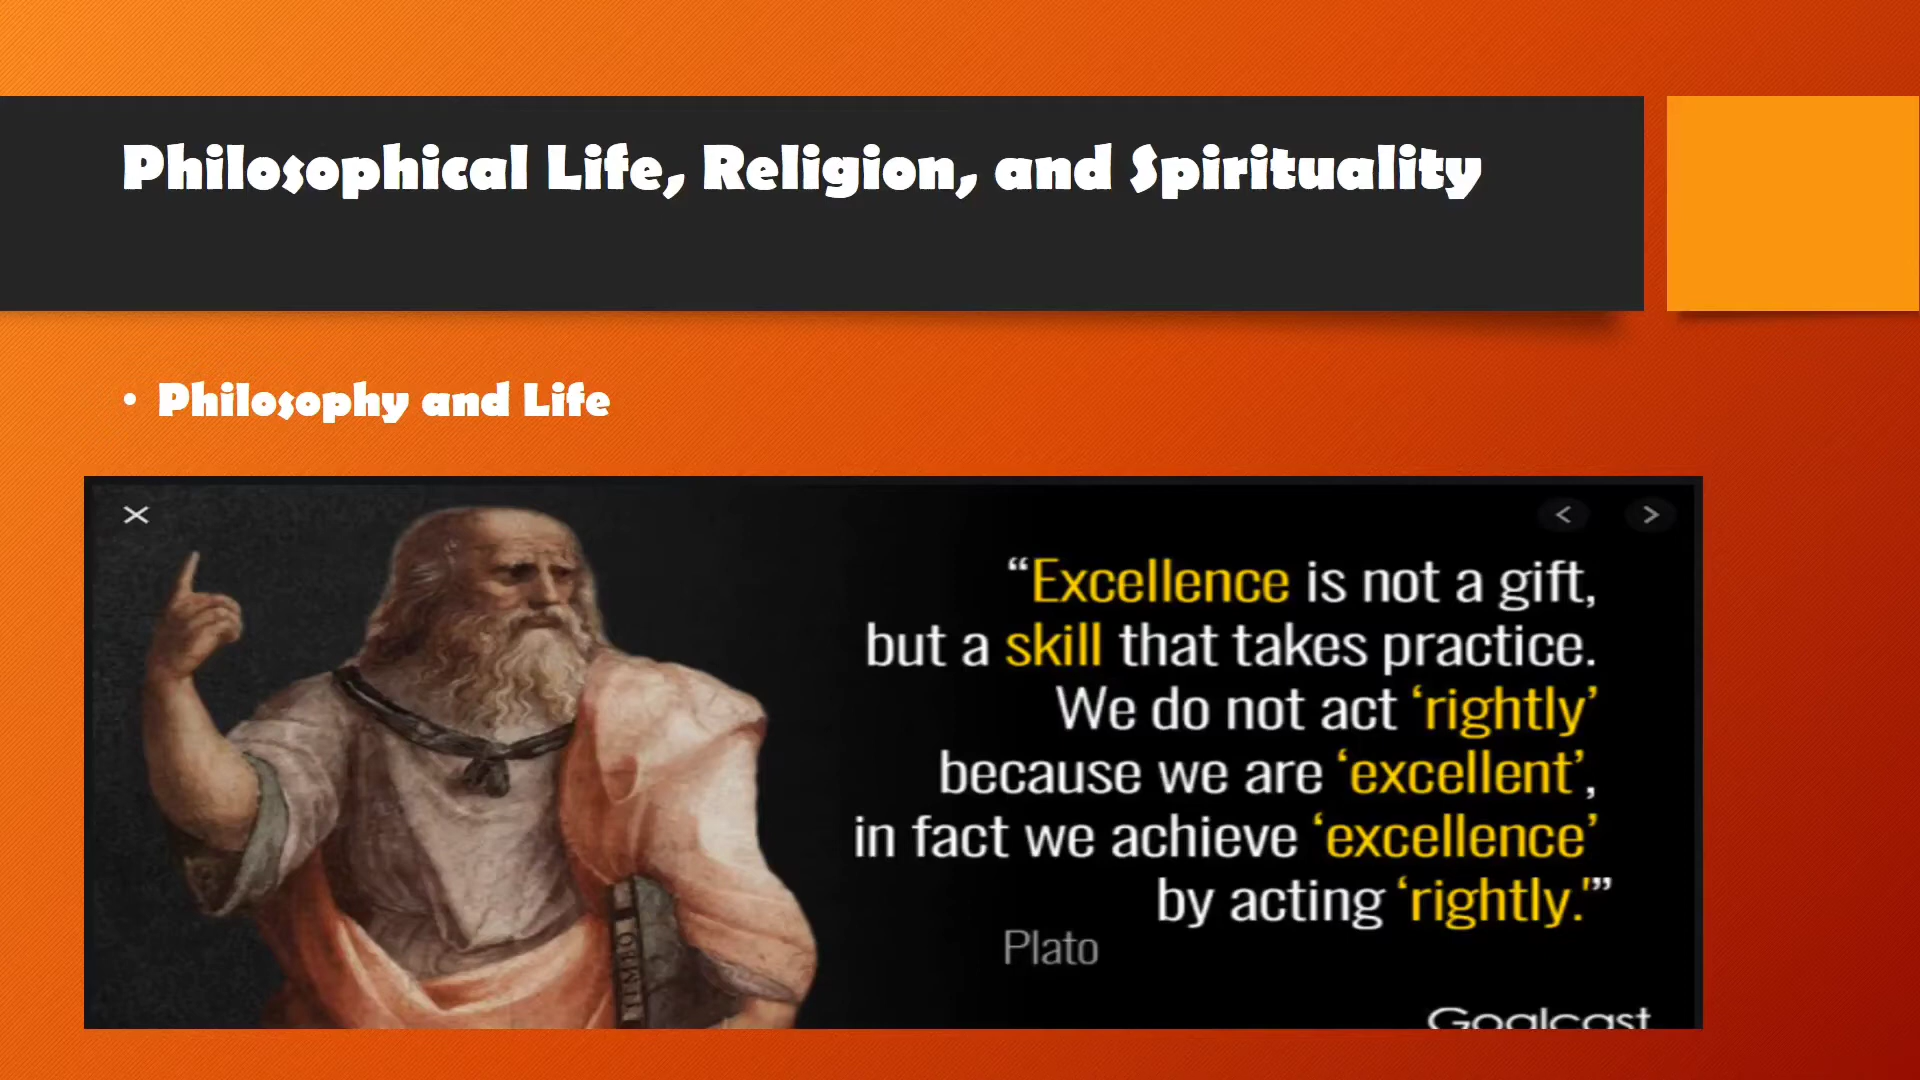 Philosophical Life, Religion, and Spirituality
• Philosophy and Life
“Excellence is not a gift,
but a skill that takes practice.
We do not act ‘rightly’
because we are ‘excellent’,
in fact we achieve ‘excellence’
by acting ‘rightly.'”
Plato
Goalcast
TIMEO